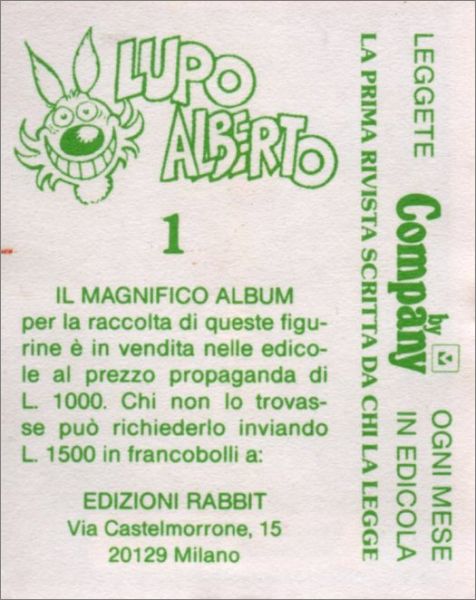 LUPO
ALBERTO
1
IL MAGNIFICO ALBUM
per la raccolta di queste figu-
rine è in vendita nelle edico-
le al prezzo propaganda di
L. 1000. Chi non lo trovas-
se può richiederlo inviando
L. 1500 in francobolli a:
EDIZIONI RABBIT
Via Castelmorrone, 15
20129 Milano
LEGGETE
Company
by
OGNI MESE
IN EDICOLA
LA PRIMA RIVISTA SCRITTA DA CHI LA LEGGE